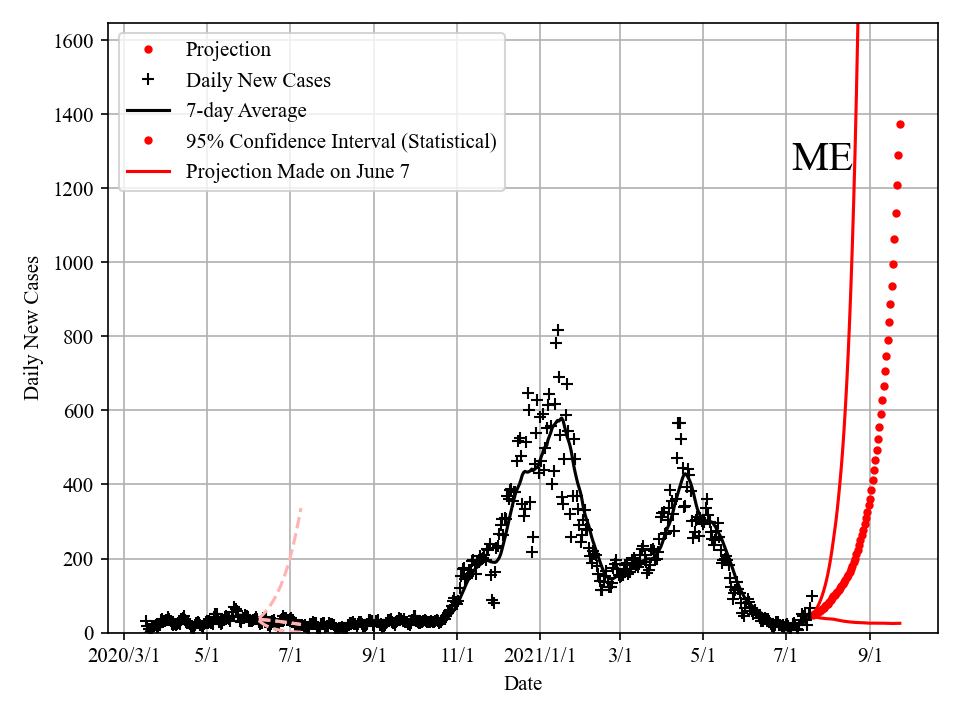 1600
1400
1200
1000
800
600
400
200
0
Daily New Cases
Projection
Daily New Cases
7-day Average
95% Confidence Interval (Statistical)
Projection Made on June 7
ME
2020/3/1 5/1 7/1 9/1 11/1 2021/1/1 3/1 5/1 7/1 9/1
Date